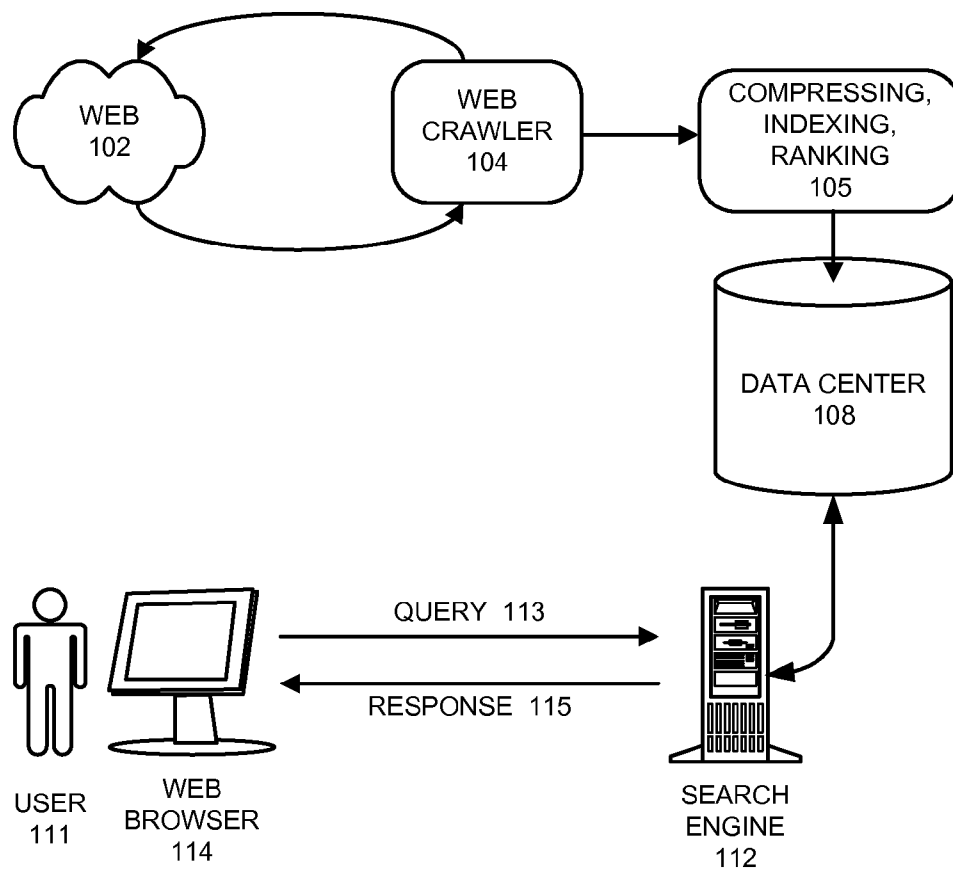 WEB
102
WEB
CRAWLER
104
COMPRESSING,
INDEXING,
RANKING
105
DATA CENTER
108
QUERY 113
RESPONSE 115
USER
111
WEB
BROWSER
114
SEARCH
ENGINE
112